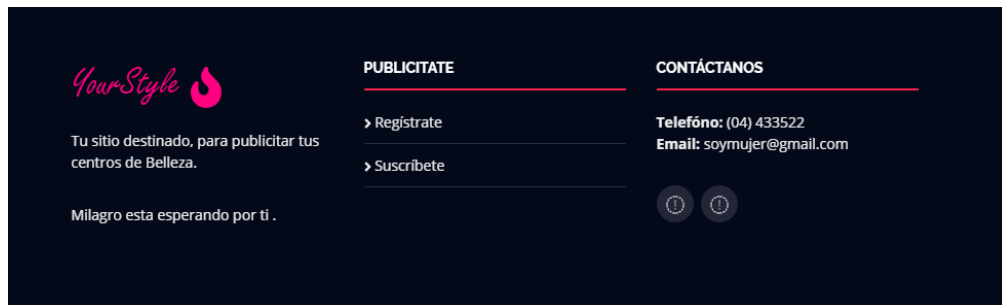 YourStyle
Tu sitio destinado, para publicitar tus
centros de Belleza.
Milagro esta esperando por ti .
PUBLICITATE
Regístrate
Suscríbete
CONTÁCTANOS
Telefóno: (04) 433522
Email: soymujer@gmail.com